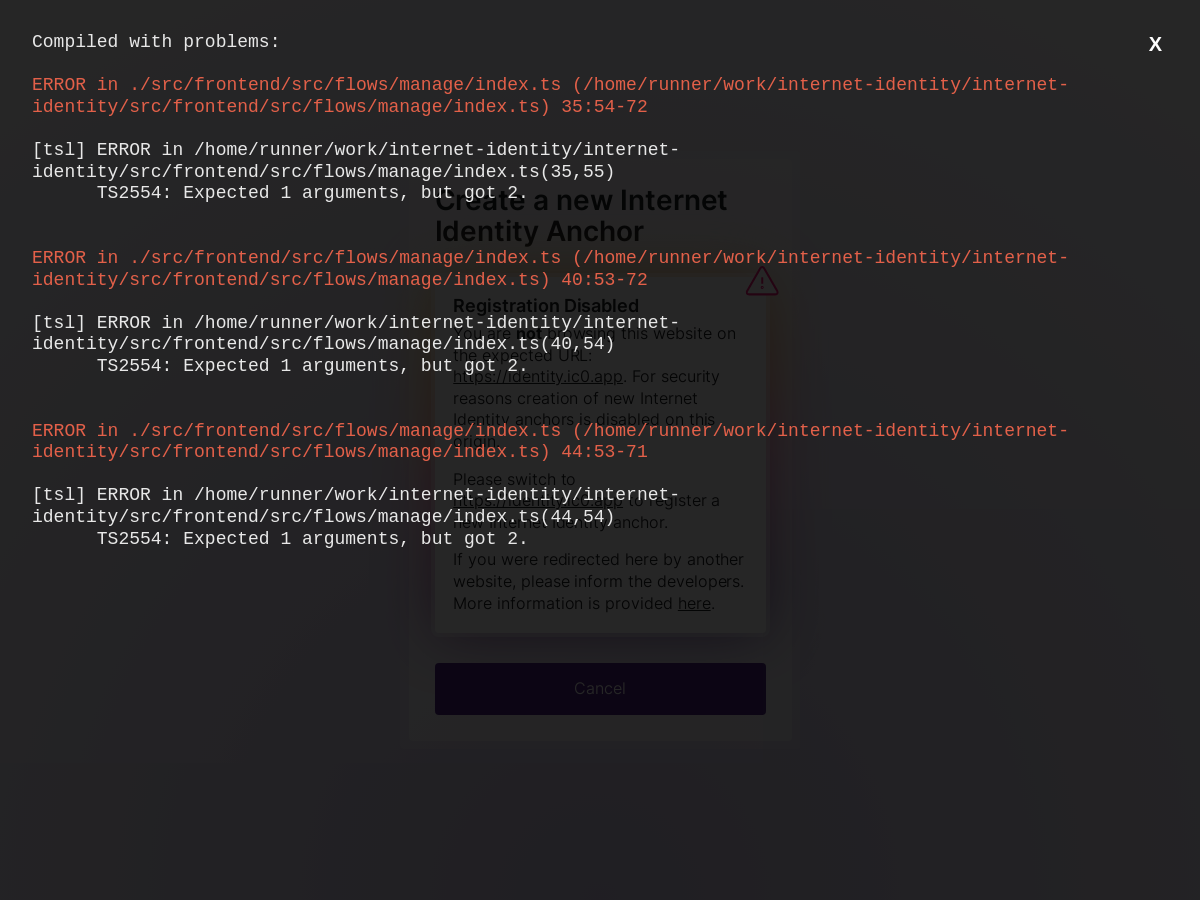 Compiled with problems:
X
ERROR in ./src/frontend/src/flows/manage/index.ts (/home/runner/work/internet-identity/internet-
identity/src/frontend/src/flows/manage/index.ts) 35:54-72
[tsl] ERROR in /home/runner/work/internet-identity/internet-
identity/src/frontend/src/flows/manage/index.ts(35,55)
TS2554: Expected 1 arguments, but got 2.
ERROR in ./src/frontend/src/flows/manage/index.ts (/home/runner/work/internet-identity/internet-
identity/src/frontend/src/flows/manage/index.ts) 40:53-72
[tsl] ERROR in /home/runner/work/internet-identity/internet-
identity/src/frontend/src/flows/manage/index.ts(40,54)
TS2554: Expected 1 arguments, but got 2.
ERROR in ./src/frontend/src/flows/manage/index.ts (/home/runner/work/internet-identity/internet-
identity/src/frontend/src/flows/manage/index.ts) 44:53-71
[tsl] ERROR in /home/runner/work/internet-identity/internet-
identity/src/frontend/src/flows/manage/index.ts(44,54)
TS2554: Expected 1 arguments, but got 2.
Create a new Internet
Identity Anchor
Registration Disabled
You are not browsing this website on
the expected URL:
https://identity.ic0.app. For security
reasons creation of new Internet
Identity anchors is disabled on this
origin.
Please switch to
https://identity.ic0.app to register a
new Internet Identity anchor.
If you were redirected here by another
website, please inform the developers.
More information is provided here.
Cancel